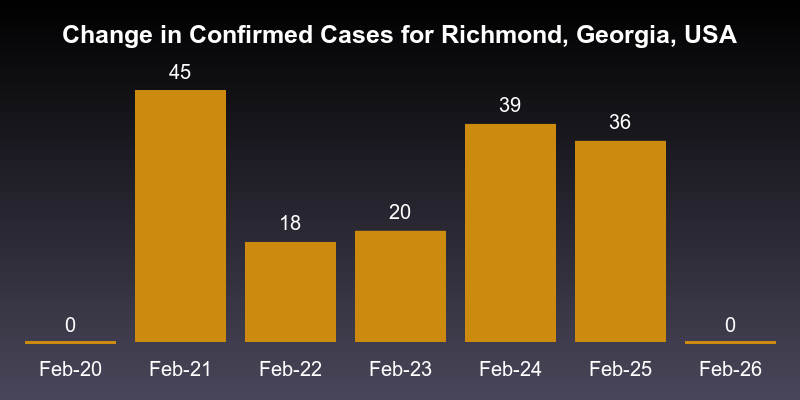 Change in Confirmed Cases for Richmond, Georgia, USA
0 45 18 20 39 36 0
Feb-20 Feb-21 Feb-22 Feb-23 Feb-24 Feb-25 Feb-26